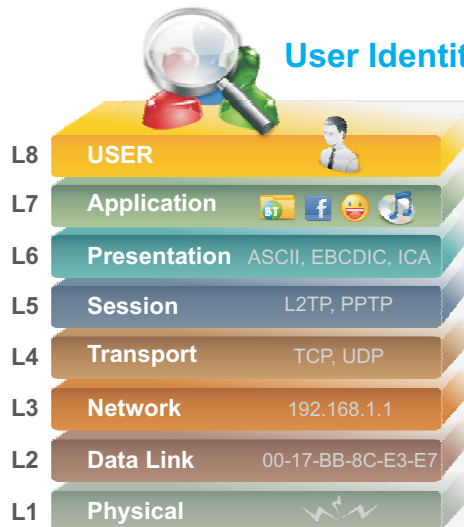 User Identit
L8 USER
L7 Application BT f
L6 Presentation ASCII, EBCDIC, ICA
L5 Session L2TP, PPTP
L4 Transport TCP, UDP
L3 Network 192.168.1.1
L2 Data Link 00-17-BB-8C-E3-E7
L1 Physical